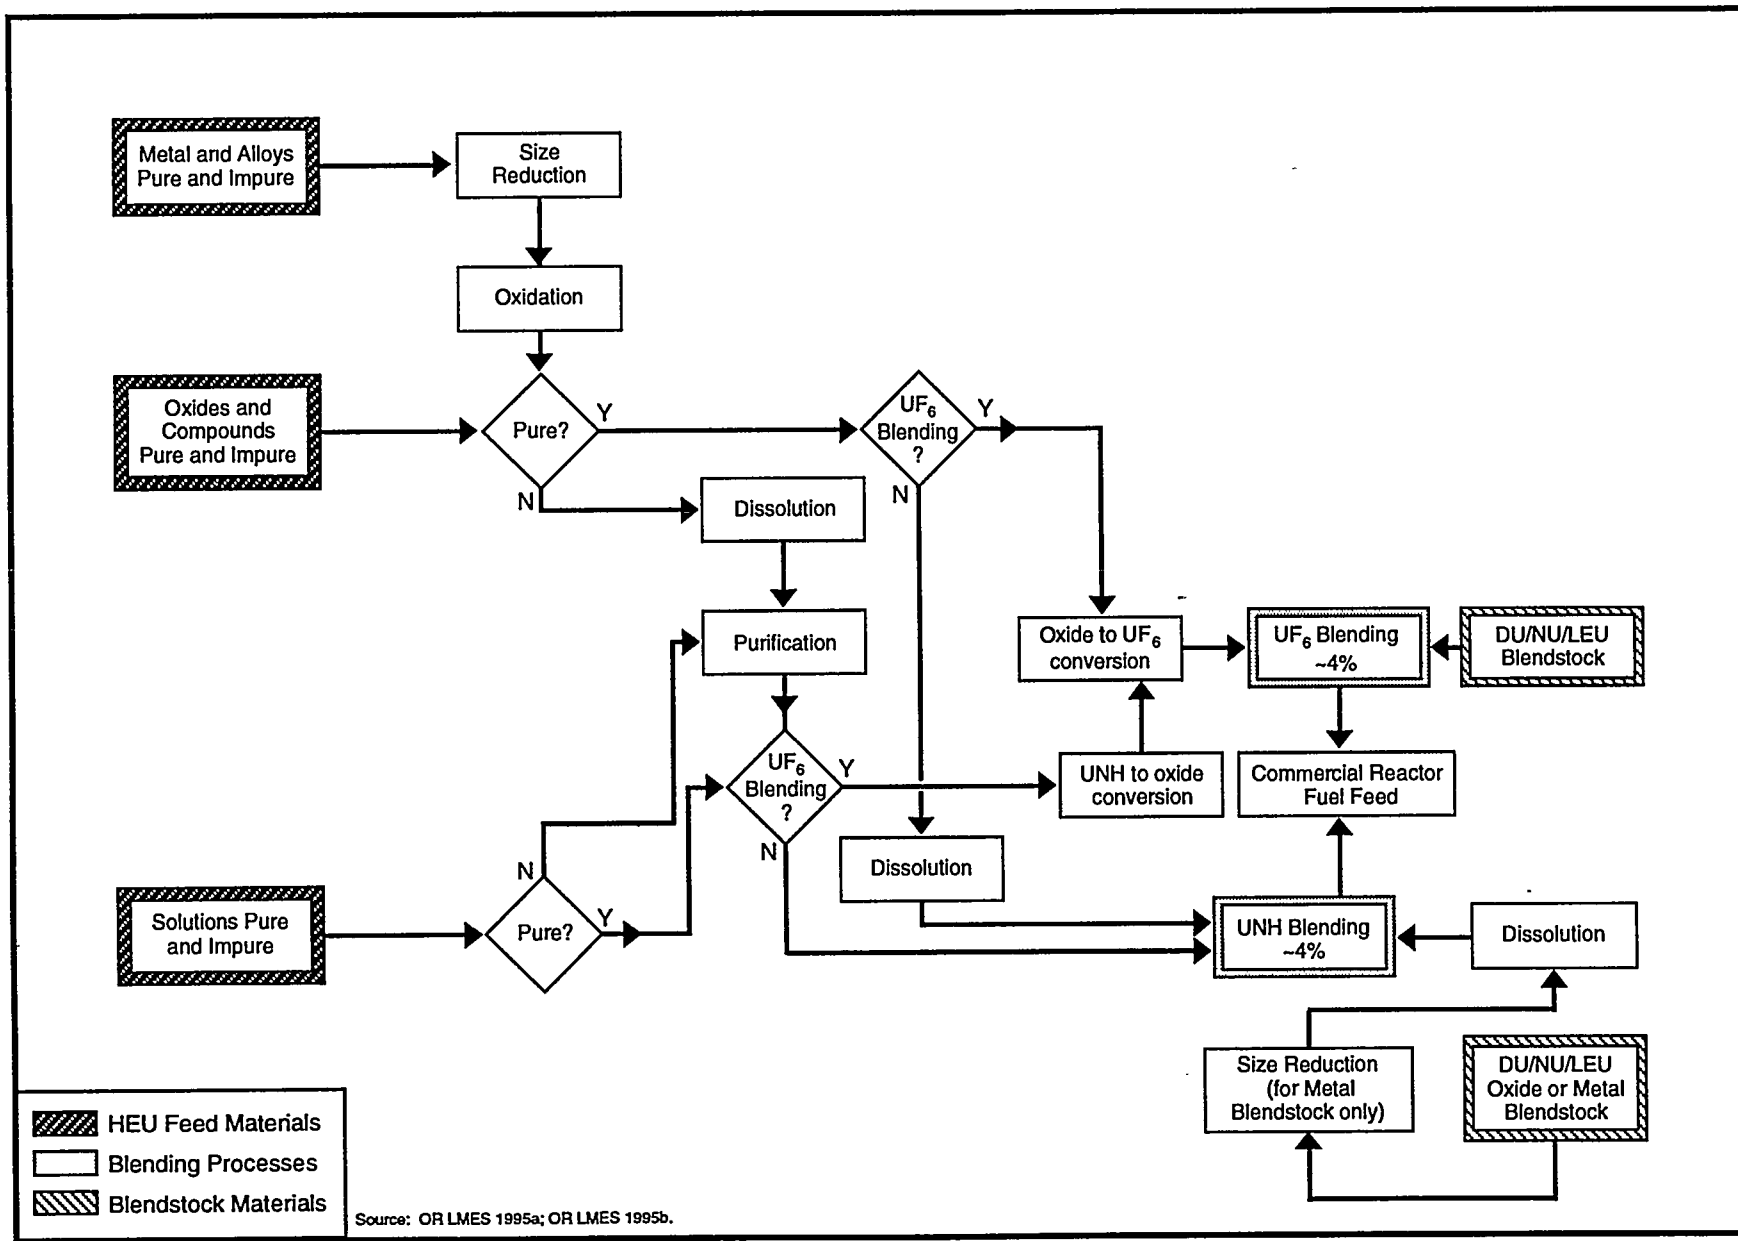 Metal and Alloys
Pure and Impure
Size
Reduction
Oxidation
Oxides and
Compounds
Pure and Impure
Pure?
Y
N
UF6
Blending
?
Y
N
Dissolution
Purification
Oxide to UF6
conversion
UF6 Blending
~4%
DU/NU/LEU
Blendstock
UF6
Blending
?
Y
N
UNH to oxide
conversion
Commercial Reactor
Fuel Feed
Dissolution
Solutions Pure
and Impure
N
Pure?
Y
UNH Blending
~4%
Dissolution
Size Reduction
(for Metal
Blendstock only)
DU/NU/LEU
Oxide or Metal
Blendstock
HEU Feed Materials
Blending Processes
Blendstock Materials
Source: OR LMES 1995a; OR LMES 1995b.